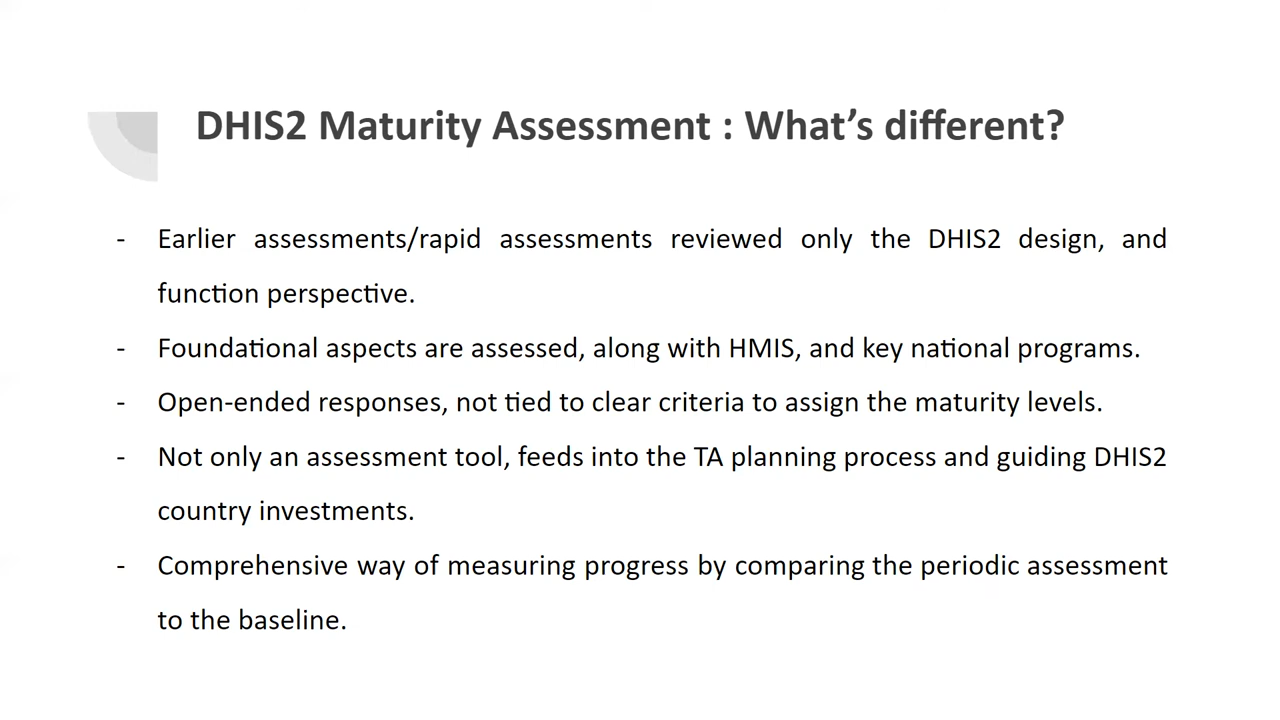 DHIS2 Maturity Assessment : What's different?
- Earlier assessments/rapid assessments reviewed only the DHIS2 design, and
function perspective.
- Foundational aspects are assessed, along with HMIS, and key national programs.
- Open-ended responses, not tied to clear criteria to assign the maturity levels.
- Not only an assessment tool, feeds into the TA planning process and guiding DHIS2
country investments.
- Comprehensive way of measuring progress by comparing the periodic assessment
to the baseline.